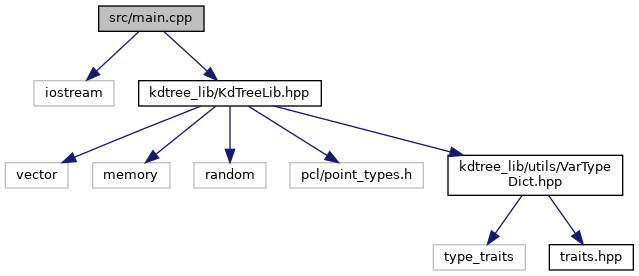 src/main.cpp
iostream
kdtree_lib/KdTreeLib.hpp
vector
memory
random
pcl/point_types.h
kdtree_lib/utils/VarType
Dict.hpp
type_traits
traits.hpp